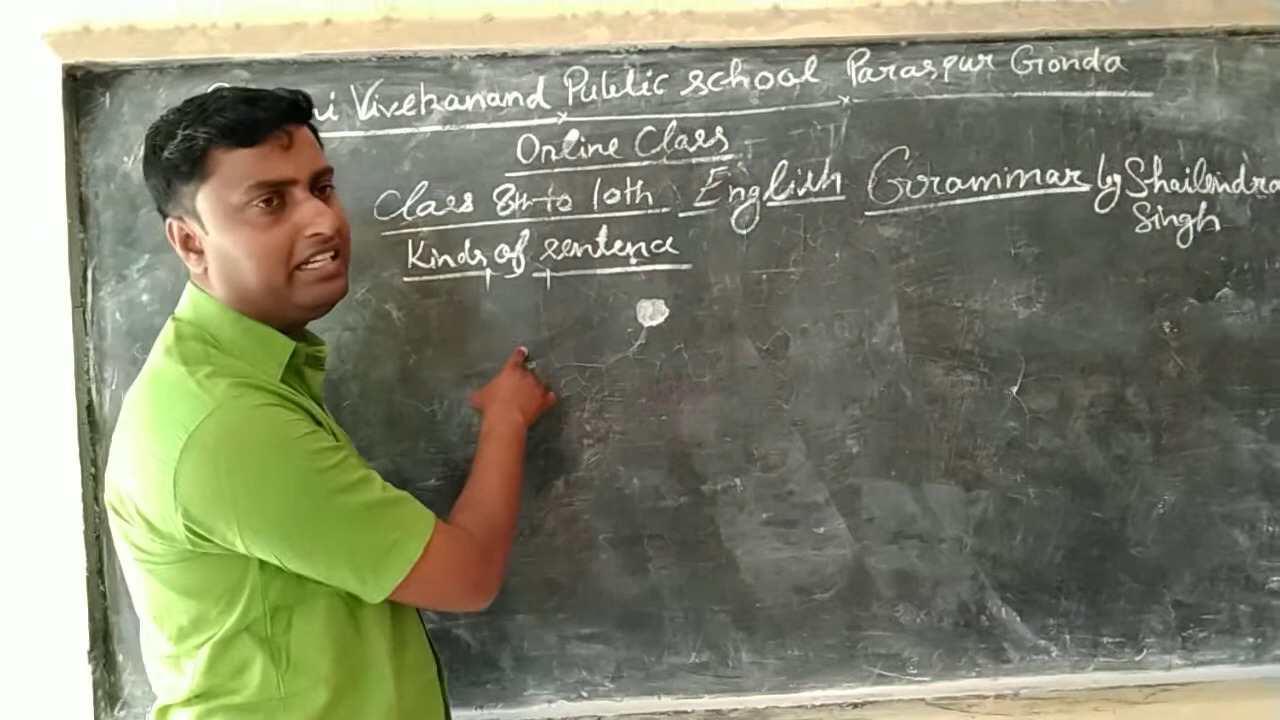 Vivekanand Public school Paraspur Gonda
Online Class
Class 8th to 10th English Grammar by Shailendra
Singh
Kinds of sentence